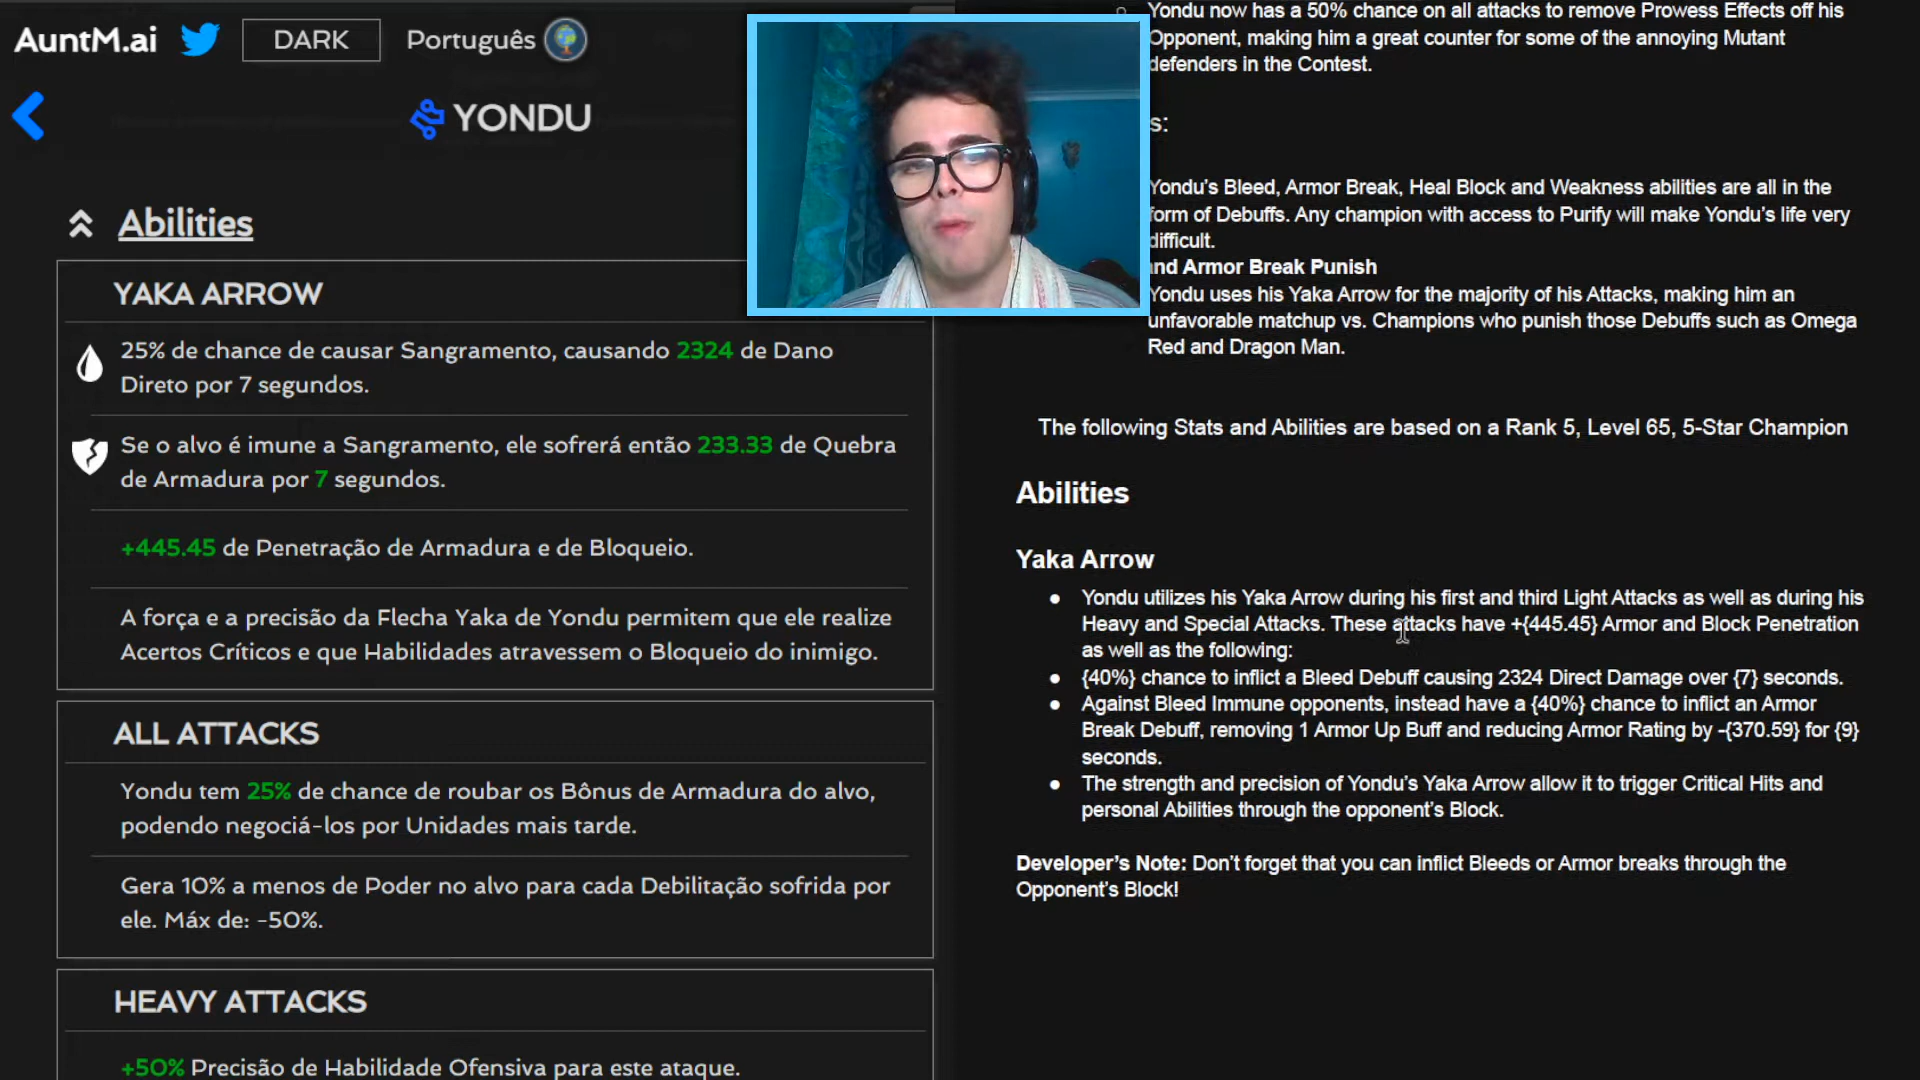 AuntM.ai
DARK
Português
YONDU
Abilities
YAKA ARROW
25% de chance de causar Sangramento, causando 2324 de Dano
Direto por 7 segundos.
Se o alvo é imune a Sangramento, ele sofrerá então 233.33 de Quebra
de Armadura por 7 segundos.
+445.45 de Penetração de Armadura e de Bloqueio.
A força e a precisão da Flecha Yaka de Yondu permitem que ele realize
Acertos Críticos e que Habilidades atravessem o Bloqueio do inimigo.
ALL ATTACKS
Yondu tem 25% de chance de roubar os Bônus de Armadura do alvo,
podendo negociá-los por Unidades mais tarde.
Gera 10% a menos de Poder no alvo para cada Debilitação sofrida por
ele. Máx de: -50%.
HEAVY ATTACKS
+50% Precisão de Habilidade Ofensiva para este ataque.
Yondu now has a 50% chance on all attacks to remove Prowess Effects off his
Opponent, making him a great counter for some of the annoying Mutant
defenders in the Contest.
s:
Yondu's Bleed, Armor Break, Heal Block and Weakness abilities are all in the
form of Debuffs. Any champion with access to Purify will make Yondu's life very
difficult.
nd Armor Break Punish
Yondu uses his Yaka Arrow for the majority of his Attacks, making him an
unfavorable matchup vs. Champions who punish those Debuffs such as Omega
Red and Dragon Man.
The following Stats and Abilities are based on a Rank 5, Level 65, 5-Star Champion
Abilities
Yaka Arrow
● Yondu utilizes his Yaka Arrow during his first and third Light Attacks as well as during his
Heavy and Special Attacks. These attacks have +{445.45} Armor and Block Penetration
as well as the following:
● {40%} chance to inflict a Bleed Debuff causing 2324 Direct Damage over {7} seconds.
● Against Bleed Immune opponents, instead have a {40%} chance to inflict an Armor
Break Debuff, removing 1 Armor Up Buff and reducing Armor Rating by -{370.59} for {9}
seconds.
● The strength and precision of Yondu's Yaka Arrow allow it to trigger Critical Hits and
personal Abilities through the opponent's Block.
Developer's Note: Don't forget that you can inflict Bleeds or Armor breaks through the
Opponent's Block!